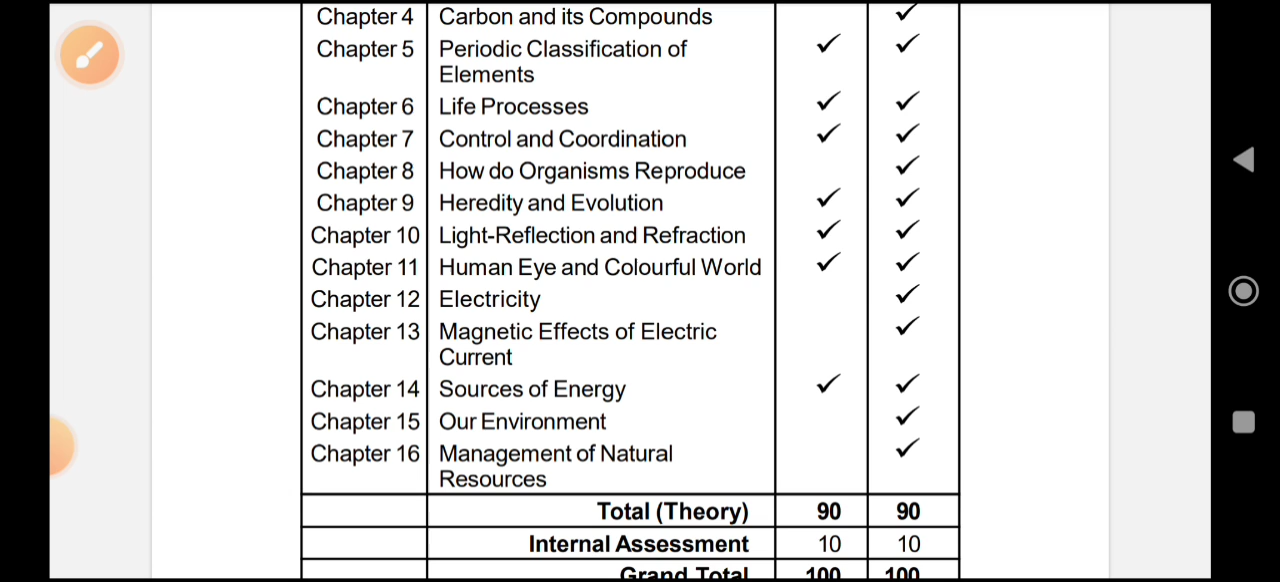 Chapter 4 Carbon and its Compounds ✓
Chapter 5 Periodic Classification of ✓ ✓
Elements
Chapter 6 Life Processes ✓ ✓
Chapter 7 Control and Coordination ✓ ✓
Chapter 8 How do Organisms Reproduce ✓
Chapter 9 Heredity and Evolution ✓ ✓
Chapter 10 Light-Reflection and Refraction ✓ ✓
Chapter 11 Human Eye and Colourful World ✓ ✓
Chapter 12 Electricity ✓
Chapter 13 Magnetic Effects of Electric ✓
Current
Chapter 14 Sources of Energy ✓ ✓
Chapter 15 Our Environment ✓
Chapter 16 Management of Natural ✓
Resources
Total (Theory) 90 90
Internal Assessment 10 10
Grand Total 100 100